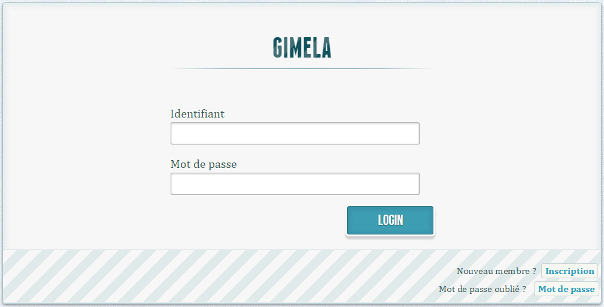 GIMELA
Identifiant
Mot de passe
LOGIN
Nouveau membre ? Inscription
Mot de passe oublié ? Mot de passe